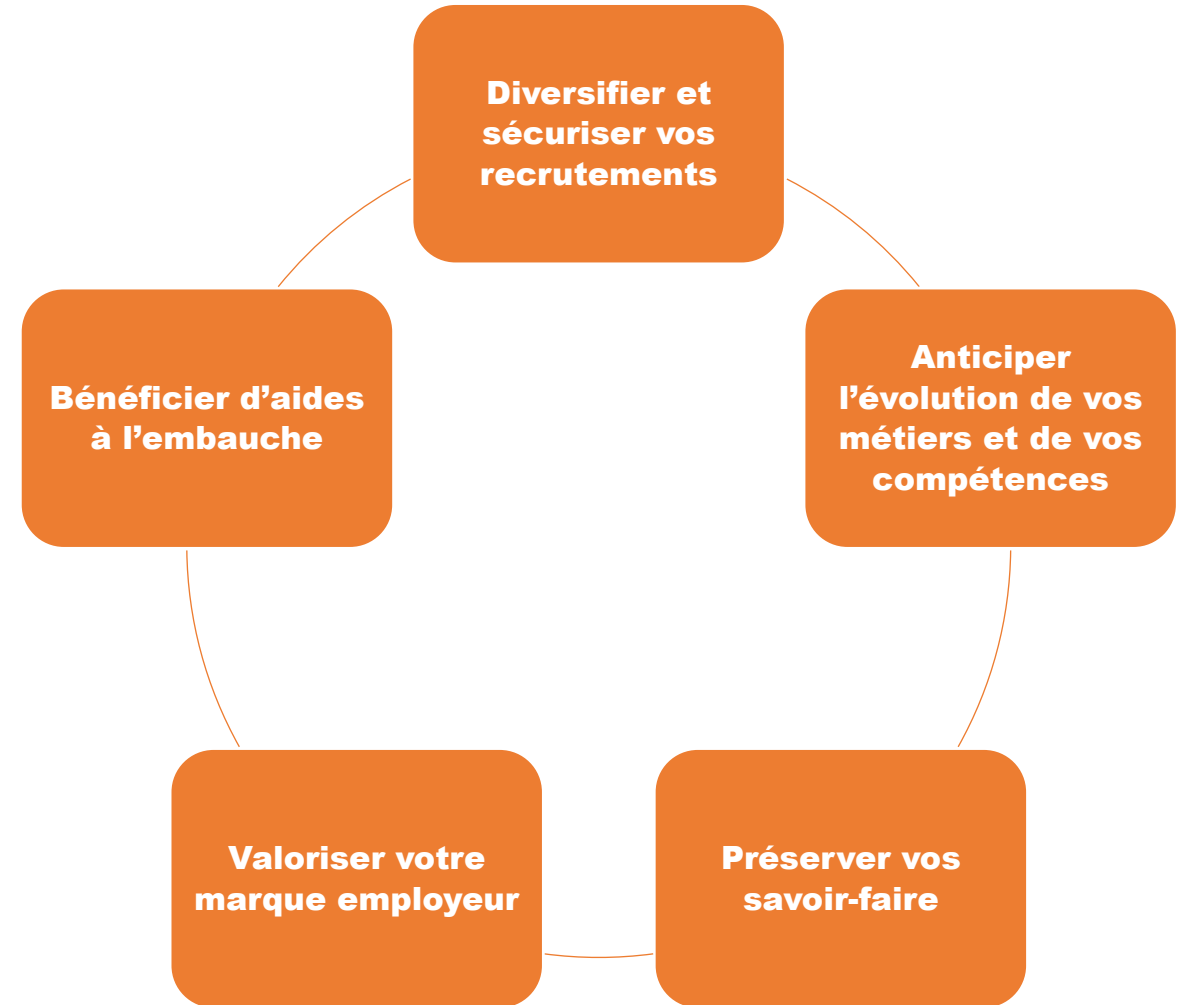 Diversifier et
sécuriser vos
recrutements
Anticiper
l’évolution de vos
métiers et de vos
compétences
Préserver vos
savoir-faire
Valoriser votre
marque employeur
Bénéficier d’aides
à l’embauche